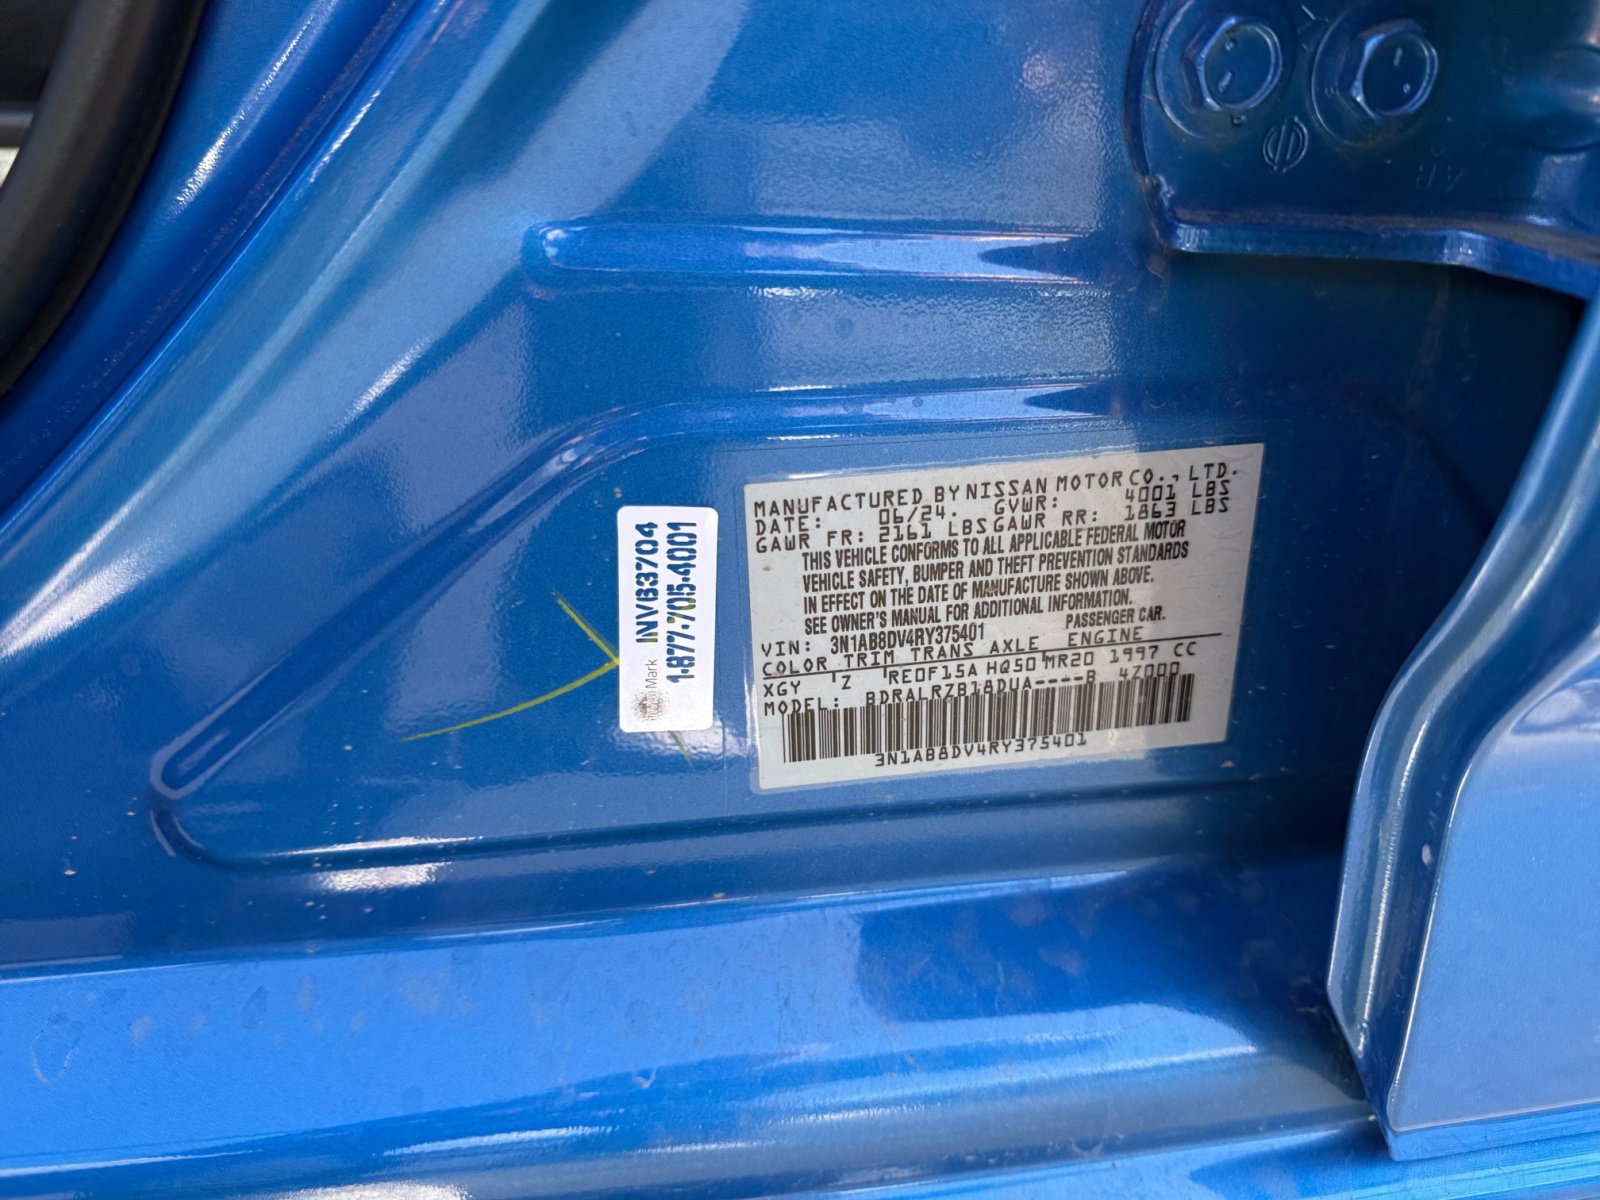 MANUFACTURED BY NISSAN MOTOR CO., LTD.
DATE: 06/24. GVWR: 4001 LBS
GAWR FR: 2161 LBS GAWR RR: 1863 LBS
THIS VEHICLE CONFORMS TO ALL APPLICABLE FEDERAL MOTOR
VEHICLE SAFETY, BUMPER AND THEFT PREVENTION STANDARDS
IN EFFECT ON THE DATE OF MANUFACTURE SHOWN ABOVE.
SEE OWNER'S MANUAL FOR ADDITIONAL INFORMATION.
VIN: 3N1AB8DV4RY375401 PASSENGER CAR.
COLOR TRIM TRANS AXLE ENGINE
XGY Z RE0F15A HQ50 MR20 1997 CC
MODEL: BDRALRZB18DUA----B 4Z000
3N1AB8DV4RY375401
INV63704
1-877-705-4001
Mark